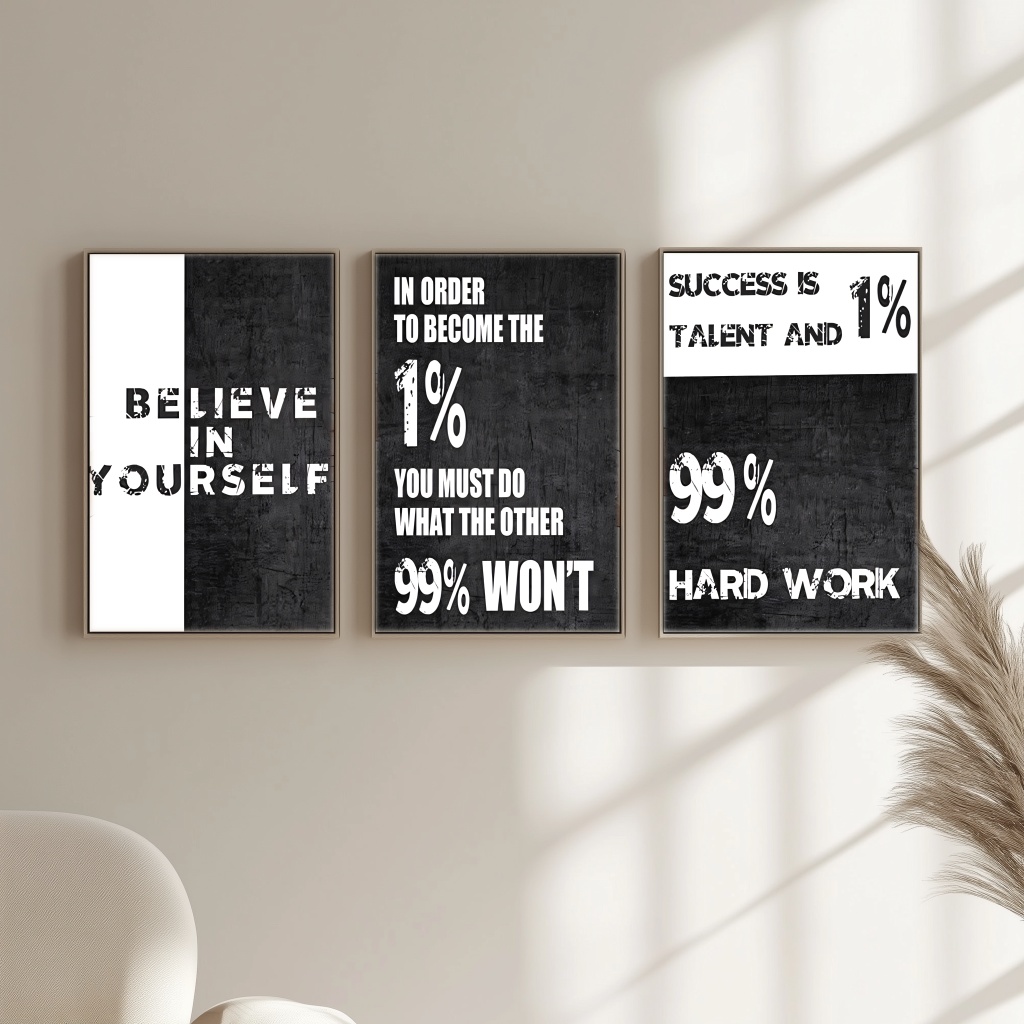 BELIEVE
IN
YOURSELF
IN ORDER
TO BECOME THE
1%
YOU MUST DO
WHAT THE OTHER
99% WON'T
SUCCESS IS
TALENT AND 1%
99%
HARD WORK